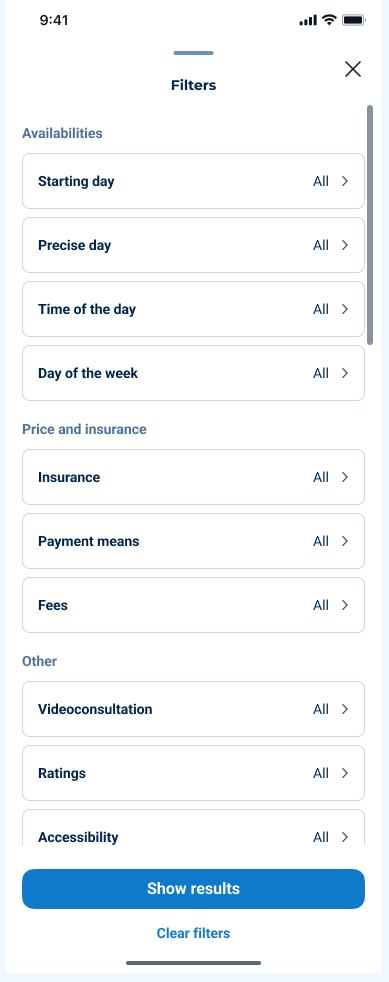 9:41
Filters
Availabilities
Starting day All
Precise day All
Time of the day All
Day of the week All
Price and insurance
Insurance All
Payment means All
Fees All
Other
Videoconsultation All
Ratings All
Accessibility All
Show results
Clear filters